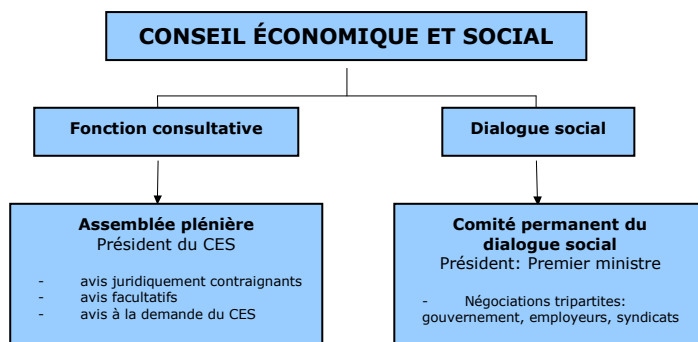 CONSEIL ÉCONOMIQUE ET SOCIAL
Fonction consultative
Dialogue social
Assemblée plénière
Président du CES
- avis juridiquement contraignants
- avis facultatifs
- avis à la demande du CES
Comité permanent du
dialogue social
Président: Premier ministre
- Négociations tripartites:
gouvernement, employeurs, syndicats